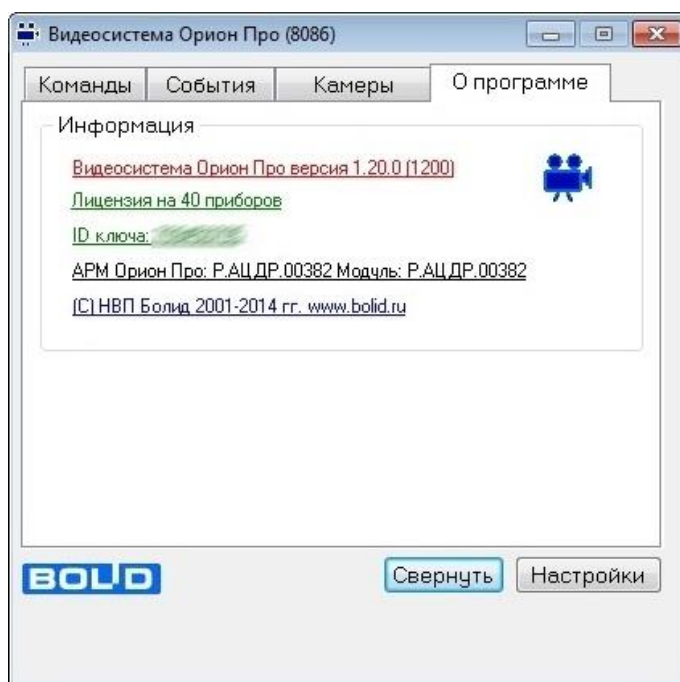 Видеосистема Орион Про (8086)
Команды События Камеры О программе
Информация
Видеосистема Орион Про версия 1.20.0 (1200)
Лицензия на 40 приборов
ID ключа:
АРМ Орион Про: Р.АЦДР.00382 Модуль: Р.АЦДР.00382
(C) НВП Болид 2001-2014 гг. www.bolid.ru
BOLID
Свернуть Настройки